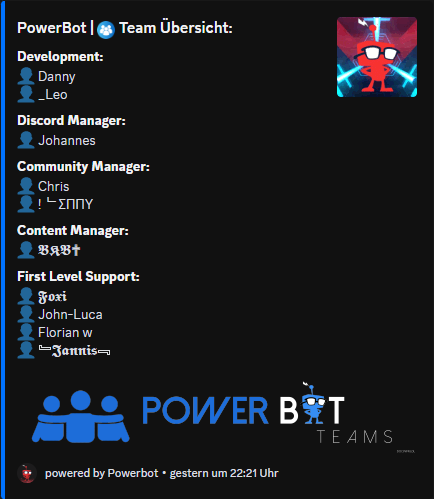 PowerBot | Team Übersicht:
Development:
Danny
_Leo
Discord Manager:
Johannes
Community Manager:
Chris
! ᄂΣППY
Content Manager:
𝕭𝕬𝕭✝
First Level Support:
𝕱𝖔𝖝𝖎
John-Luca
Florian w
╚═𝕵𝖆𝖓𝖓𝖎𝖘═╗
POWER BOT
TEAMS
powered by Powerbot • gestern um 22:21 Uhr